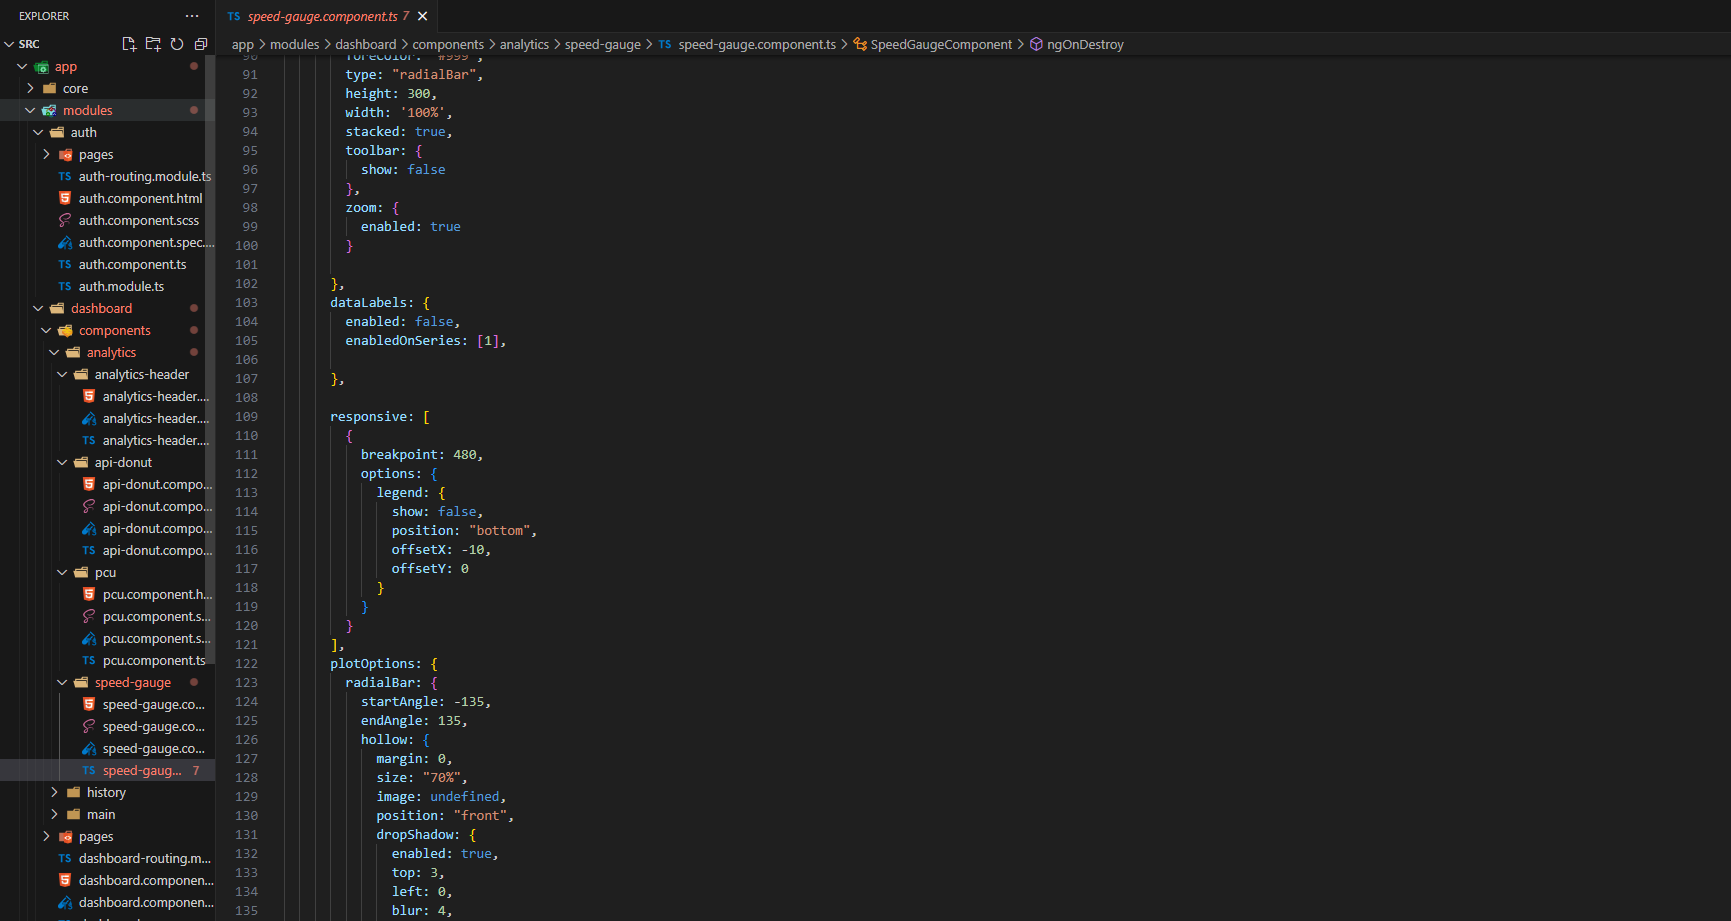 EXPLORER
SRC
app
core
modules
auth
pages
auth-routing.module.ts
auth.component.html
auth.component.scss
auth.component.spec....
auth.component.ts
auth.module.ts
dashboard
components
analytics
analytics-header
analytics-header....
analytics-header....
TS analytics-header....
api-donut
api-donut.compo...
api-donut.compo...
api-donut.compo...
TS api-donut.compo...
pcu
pcu.component.h...
pcu.component.s...
pcu.component.s...
TS pcu.component.ts
speed-gauge
speed-gauge.co...
speed-gauge.co...
speed-gauge.co...
TS speed-gaug... 7
history
main
pages
TS dashboard-routing.m...
dashboard.componen...
dashboard.componen...
TS speed-gauge.component.ts 7
app > modules > dashboard > components > analytics > speed-gauge > TS speed-gauge.component.ts > SpeedGaugeComponent > ngOnDestroy
90 foreColor: "#999",
91 type: "radialBar",
92 height: 300,
93 width: '100%',
94 stacked: true,
95 toolbar: {
96 show: false
97 },
98 zoom: {
99 enabled: true
100 }
101
102 },
103 dataLabels: {
104 enabled: false,
105 enabledOnSeries: [1],
106
107 },
108
109 responsive: [
110 {
111 breakpoint: 480,
112 options: {
113 legend: {
114 show: false,
115 position: "bottom",
116 offsetX: -10,
117 offsetY: 0
118 }
119 }
120 }
121 ],
122 plotOptions: {
123 radialBar: {
124 startAngle: -135,
125 endAngle: 135,
126 hollow: {
127 margin: 0,
128 size: "70%",
129 image: undefined,
130 position: "front",
131 dropShadow: {
132 enabled: true,
133 top: 3,
134 left: 0,
135 blur: 4,